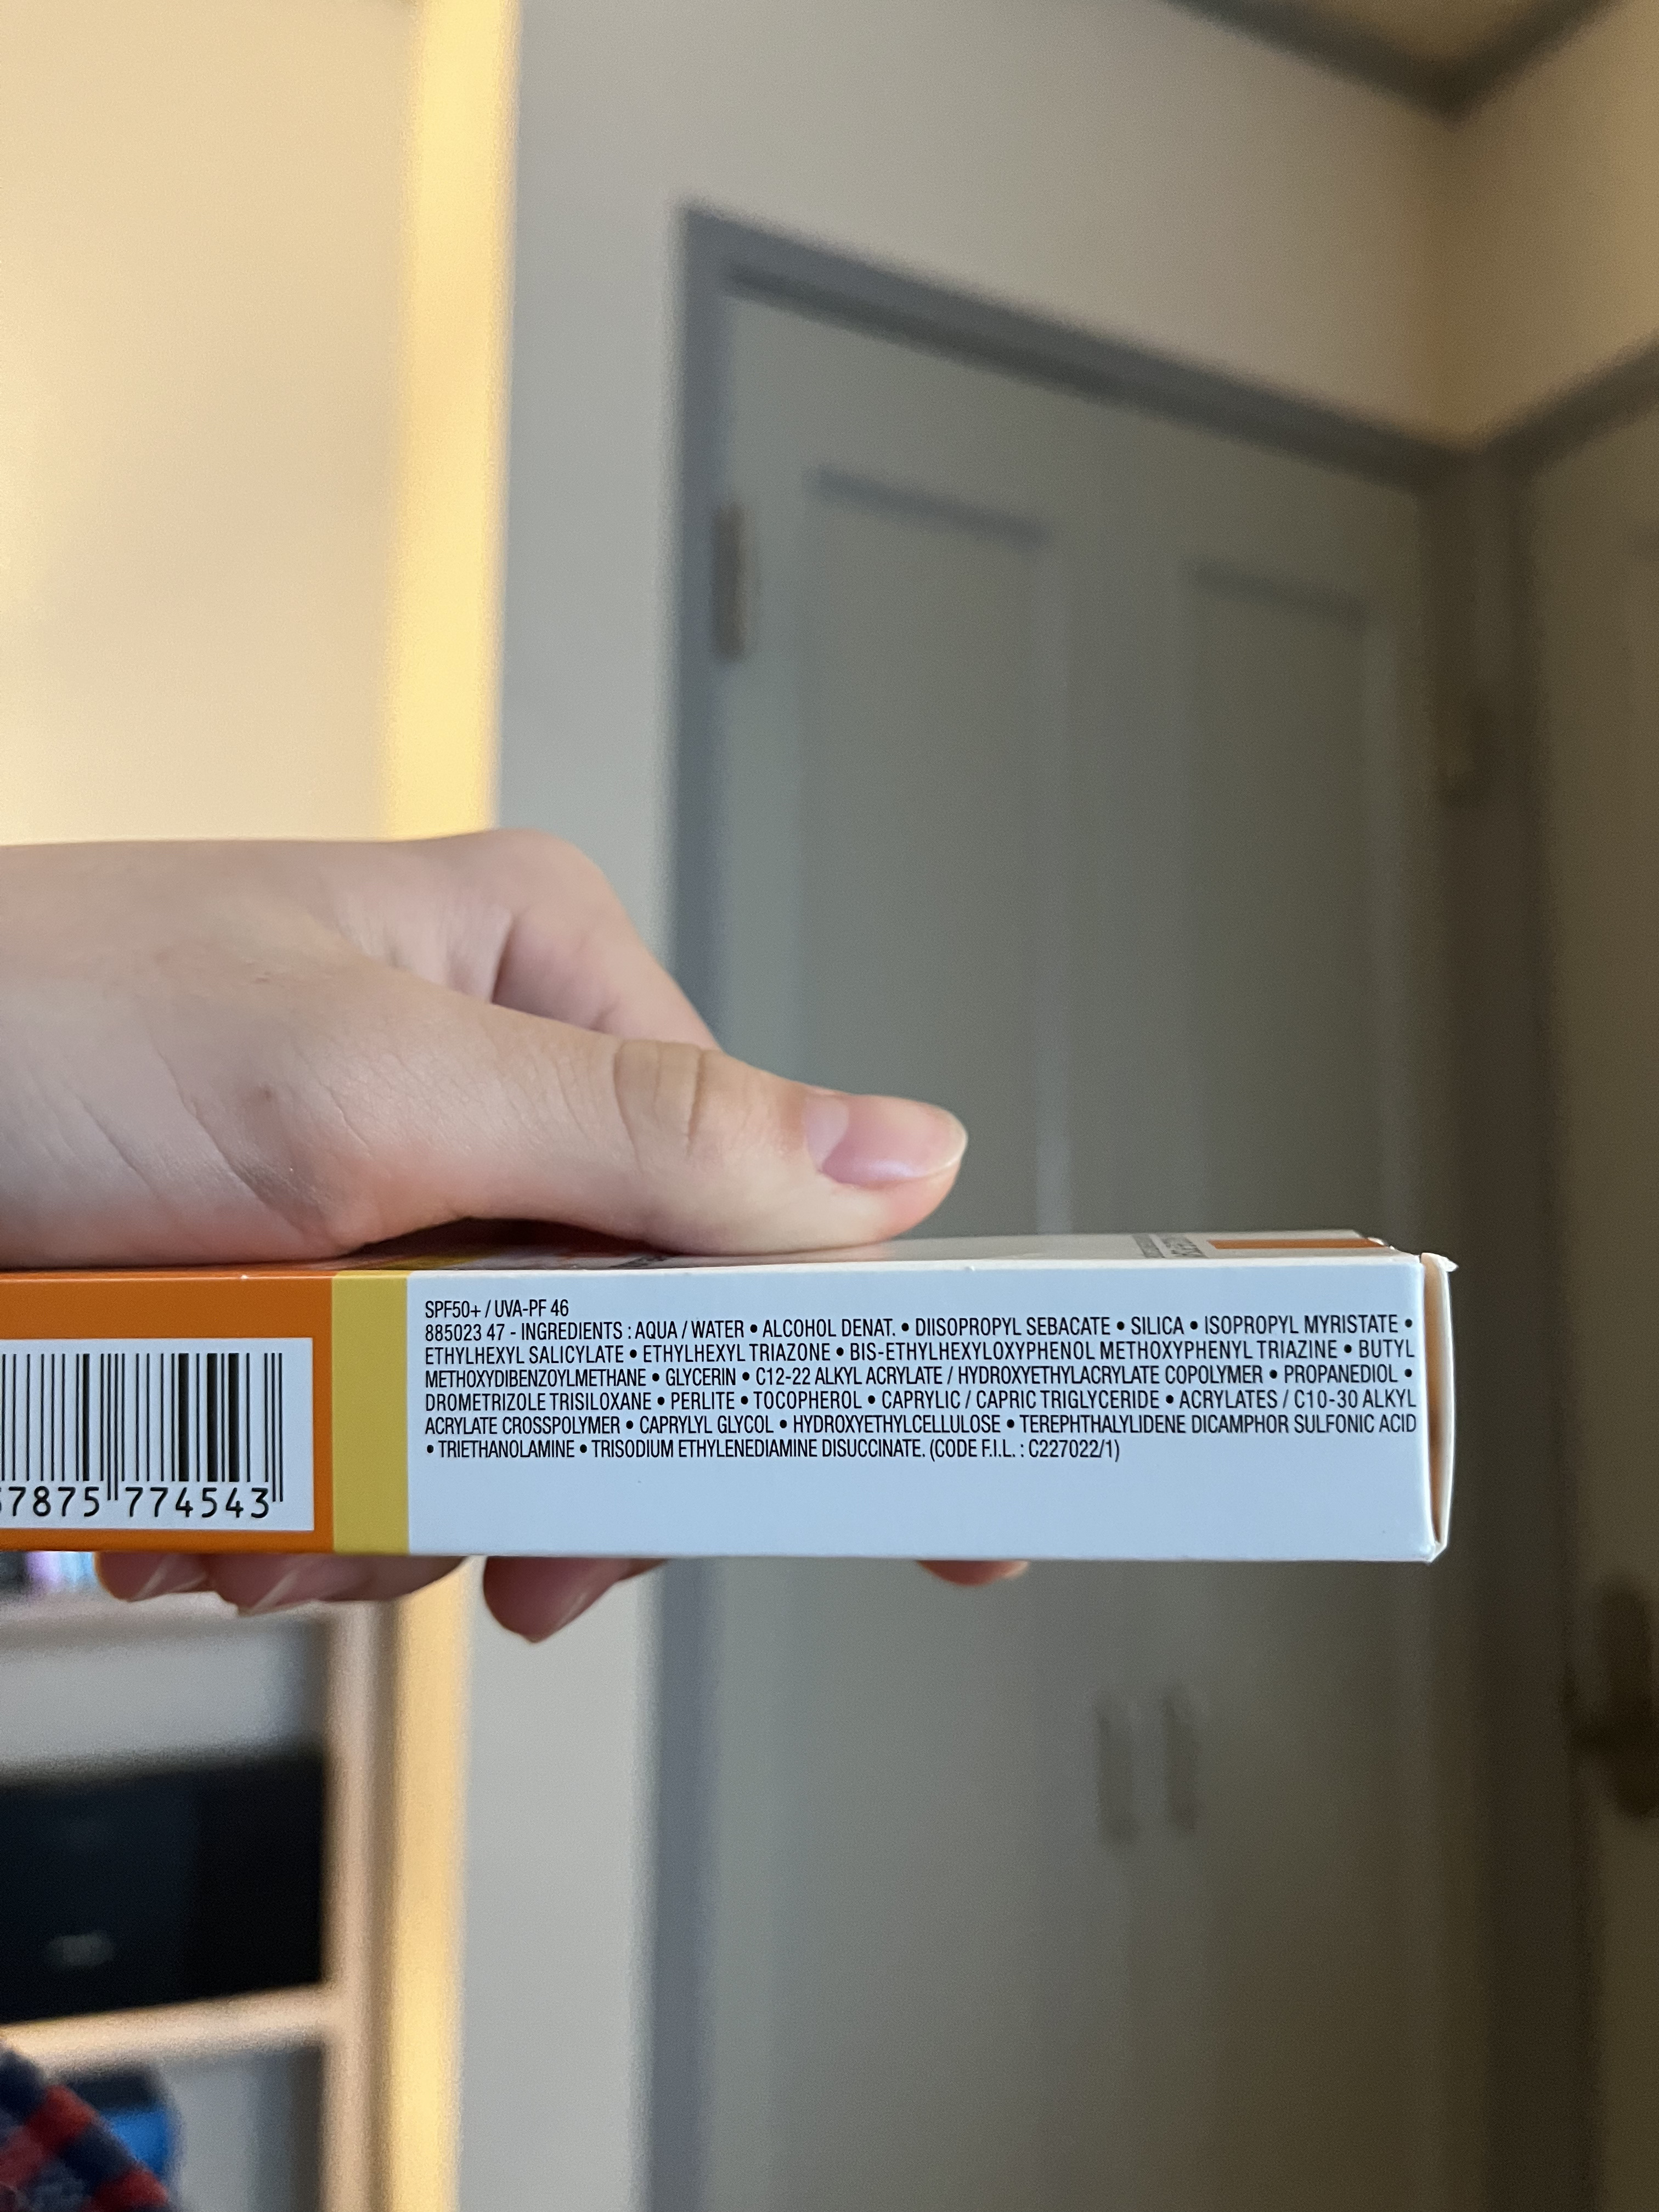 SPF50+ / UVA-PF 46
885023 47 - INGREDIENTS : AQUA / WATER • ALCOHOL DENAT. • DIISOPROPYL SEBACATE • SILICA • ISOPROPYL MYRISTATE •
ETHYLHEXYL SALICYLATE • ETHYLHEXYL TRIAZONE • BIS-ETHYLHEXYLOXYPHENOL METHOXYPHENYL TRIAZINE • BUTYL
METHOXYDIBENZOYLMETHANE • GLYCERIN • C12-22 ALKYL ACRYLATE / HYDROXYETHYLACRYLATE COPOLYMER • PROPANEDIOL •
DROMETRIZOLE TRISILOXANE • PERLITE • TOCOPHEROL • CAPRYLIC / CAPRIC TRIGLYCERIDE • ACRYLATES / C10-30 ALKYL
ACRYLATE CROSSPOLYMER • CAPRYLYL GLYCOL • HYDROXYETHYLCELLULOSE • TEREPHTHALYLIDENE DICAMPHOR SULFONIC ACID
• TRIETHANOLAMINE • TRISODIUM ETHYLENEDIAMINE DISUCCINATE. (CODE F.I.L. : C227022/1)
7875 774543